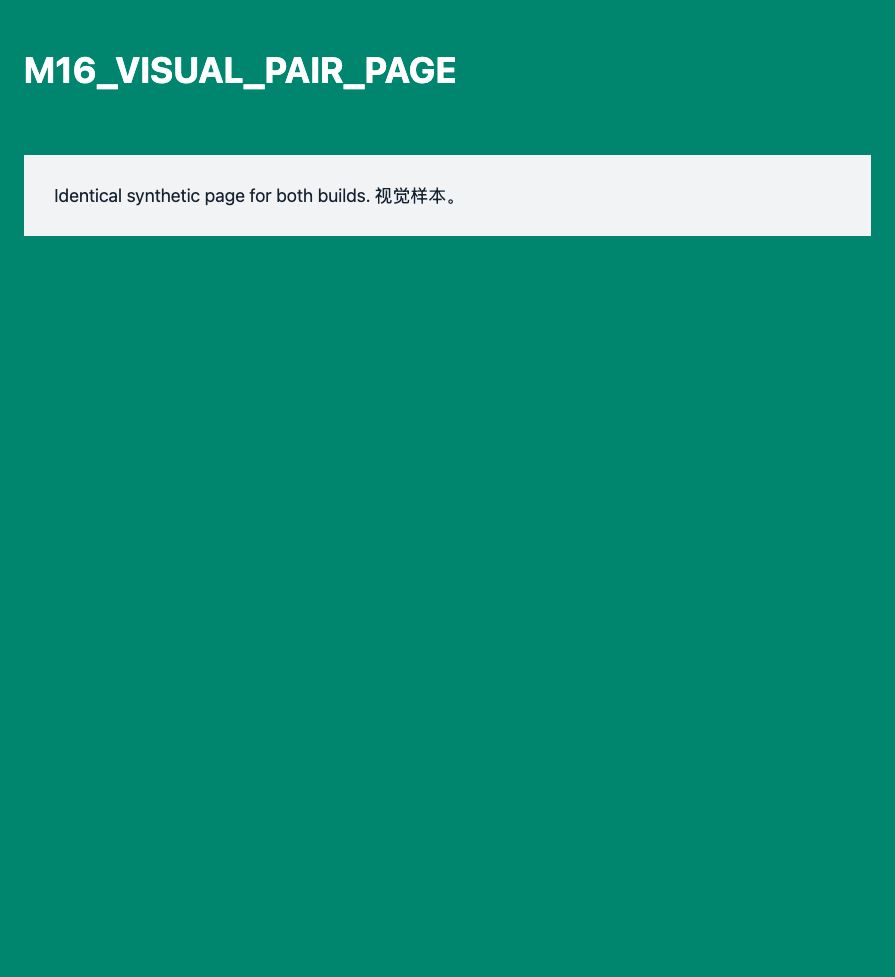 M16_VISUAL_PAIR_PAGE
Identical synthetic page for both builds. 视觉样本。